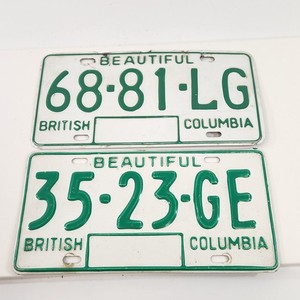 BEAUTIFUL
68-81-LG
BRITISH COLUMBIA
BEAUTIFUL
35-23-GE
BRITISH COLUMBIA